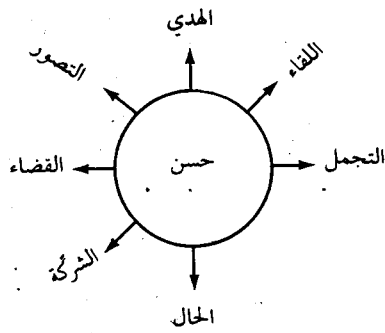 الهدي
اللقاء
التصور
حسن
التجمل
القضاء
الشركة
الحال